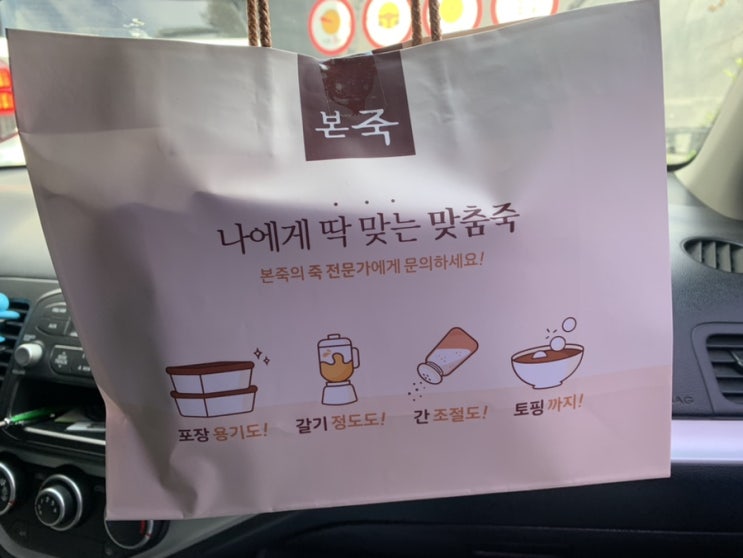 본죽
나에게 딱 맞는 맞춤죽
본죽의 죽 전문가에게 문의하세요!
포장 용기도! 갈기 정도도! 간 조절도! 토핑 까지!